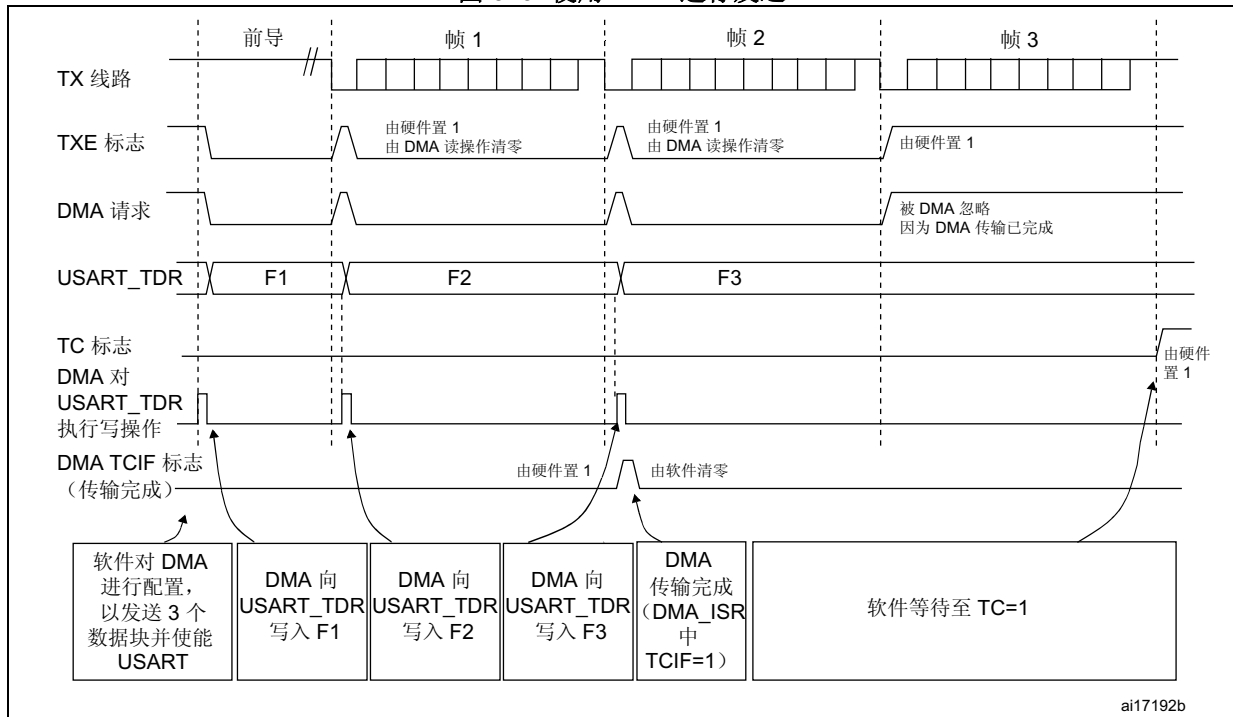 前导
帧 1
帧 2
帧 3
TX 线路
TXE 标志
由硬件置 1
由 DMA 读操作清零
由硬件置 1
由 DMA 读操作清零
由硬件置 1
DMA 请求
被 DMA 忽略
因为 DMA 传输已完成
USART_TDR
F1
F2
F3
TC 标志
由硬件
置 1
DMA 对
USART_TDR
执行写操作
DMA TCIF 标志
（传输完成）
由硬件置 1
由软件清零
软件对 DMA
进行配置，
以发送 3 个
数据块并使能
USART
DMA 向
USART_TDR
写入 F1
DMA 向
USART_TDR
写入 F2
DMA 向
USART_TDR
写入 F3
DMA
传输完成
（DMA_ISR
中
TCIF=1）
软件等待至 TC=1
ai17192b